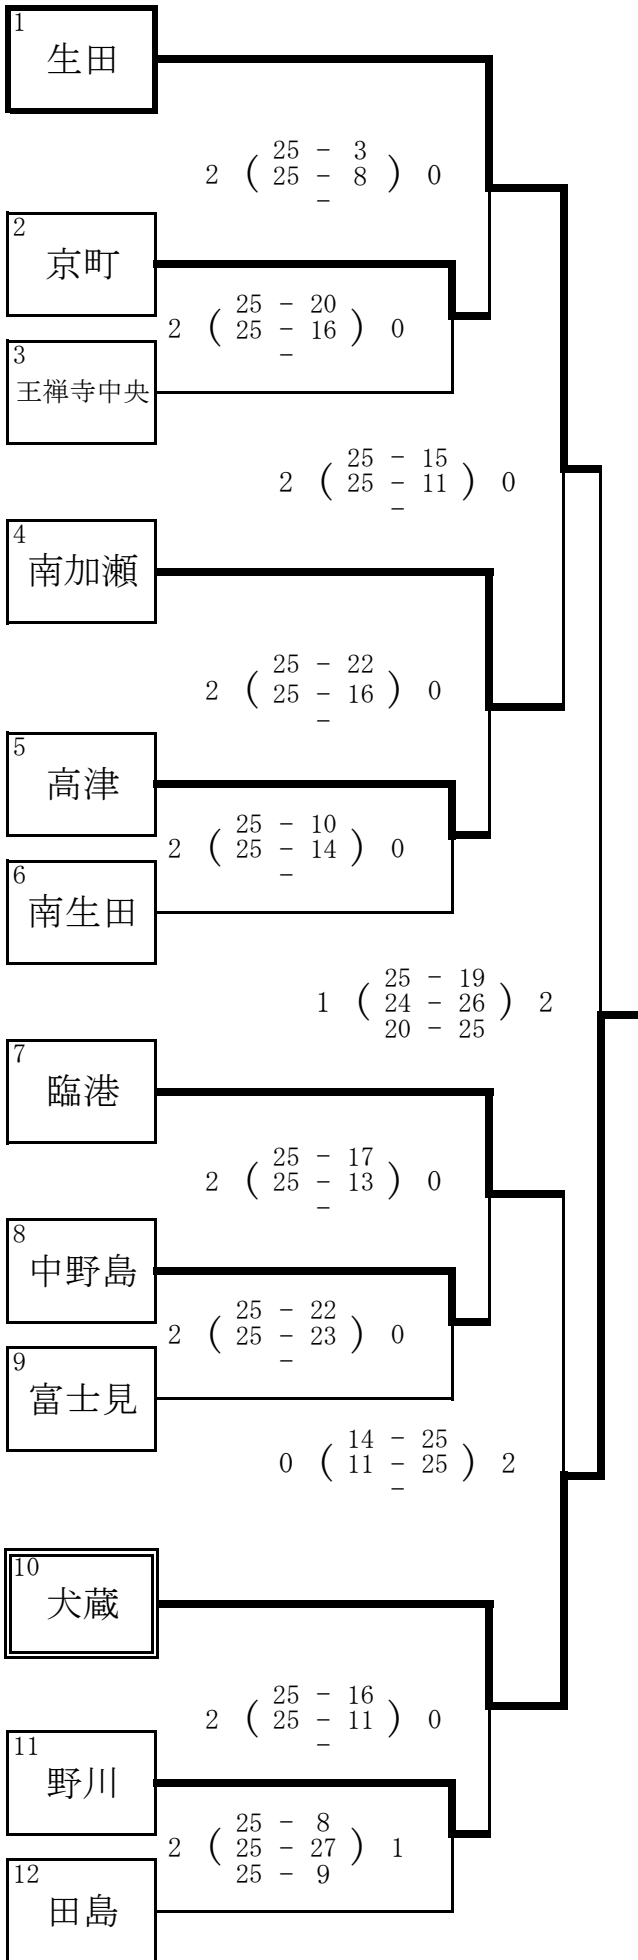 1
生田
25 - 3
2 ( 25 - 8 ) 0
-
2
京町
25 - 20
2 ( 25 - 16 ) 0
-
3
王禅寺中央
25 - 15
2 ( 25 - 11 ) 0
-
4
南加瀬
25 - 22
2 ( 25 - 16 ) 0
-
5
高津
25 - 10
2 ( 25 - 14 ) 0
-
6
南生田
25 - 19
1 ( 24 - 26 ) 2
20 - 25
7
臨港
25 - 17
2 ( 25 - 13 ) 0
-
8
中野島
25 - 22
2 ( 25 - 23 ) 0
-
9
富士見
14 - 25
0 ( 11 - 25 ) 2
-
10
犬蔵
25 - 16
2 ( 25 - 11 ) 0
-
11
野川
25 - 8
2 ( 25 - 27 ) 1
25 - 9
12
田島